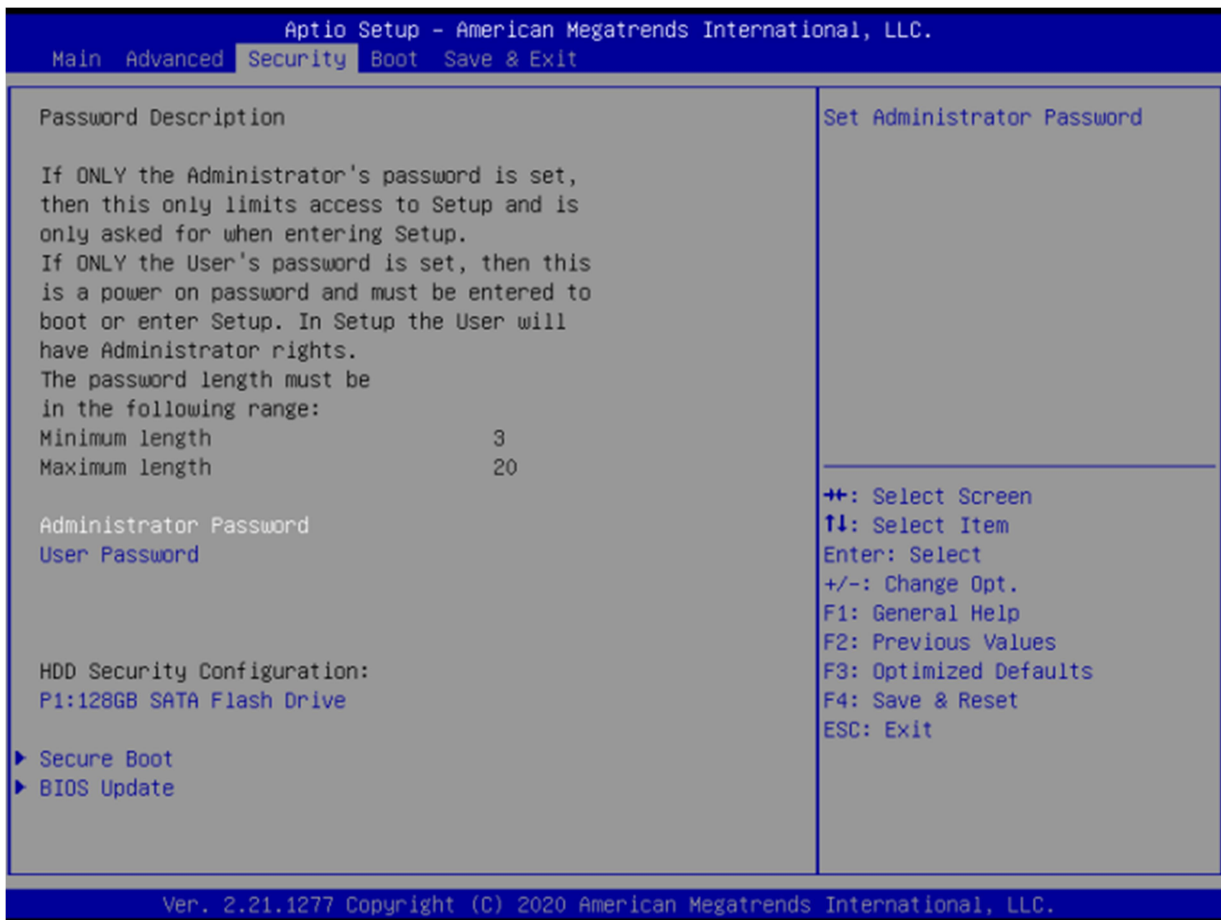 Aptio Setup – American Megatrends International, LLC.
Main Advanced Security Boot Save & Exit
Password Description
If ONLY the Administrator's password is set,
then this only limits access to Setup and is
only asked for when entering Setup.
If ONLY the User's password is set, then this
is a power on password and must be entered to
boot or enter Setup. In Setup the User will
have Administrator rights.
The password length must be
in the following range:
Minimum length 3
Maximum length 20
Administrator Password
User Password
HDD Security Configuration:
P1:128GB SATA Flash Drive
Secure Boot
BIOS Update
Set Administrator Password
→←: Select Screen
↑↓: Select Item
Enter: Select
+/-: Change Opt.
F1: General Help
F2: Previous Values
F3: Optimized Defaults
F4: Save & Reset
ESC: Exit
Ver. 2.21.1277 Copyright (C) 2020 American Megatrends International, LLC.